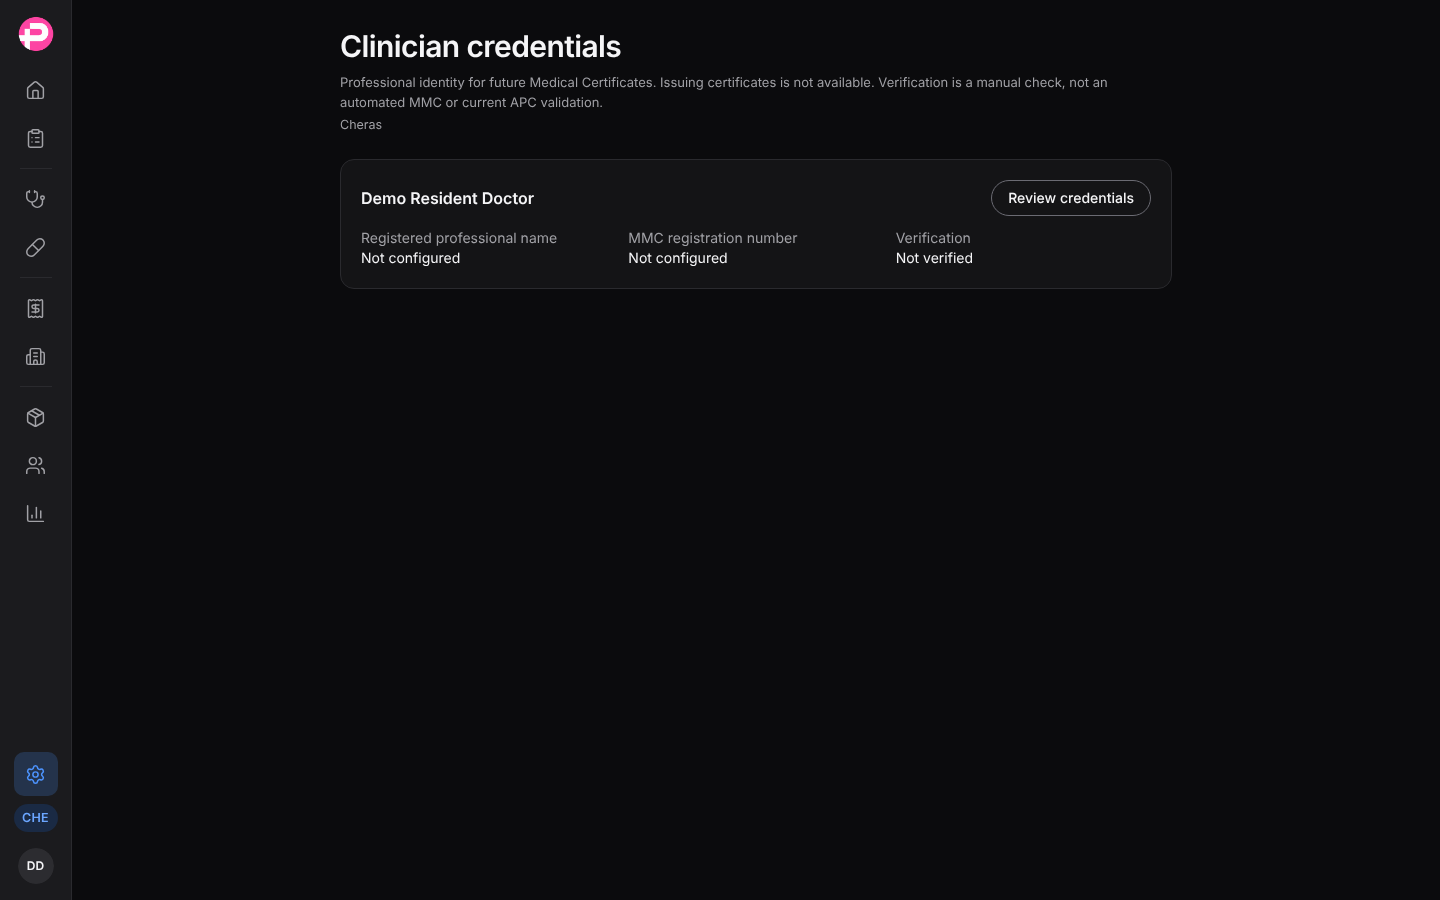 Clinician credentials
Professional identity for future Medical Certificates. Issuing certificates is not available. Verification is a manual check, not an
automated MMC or current APC validation.
Cheras
Demo Resident Doctor
Review credentials
Registered professional name
MMC registration number
Verification
Not configured
Not configured
Not verified
CHE
DD